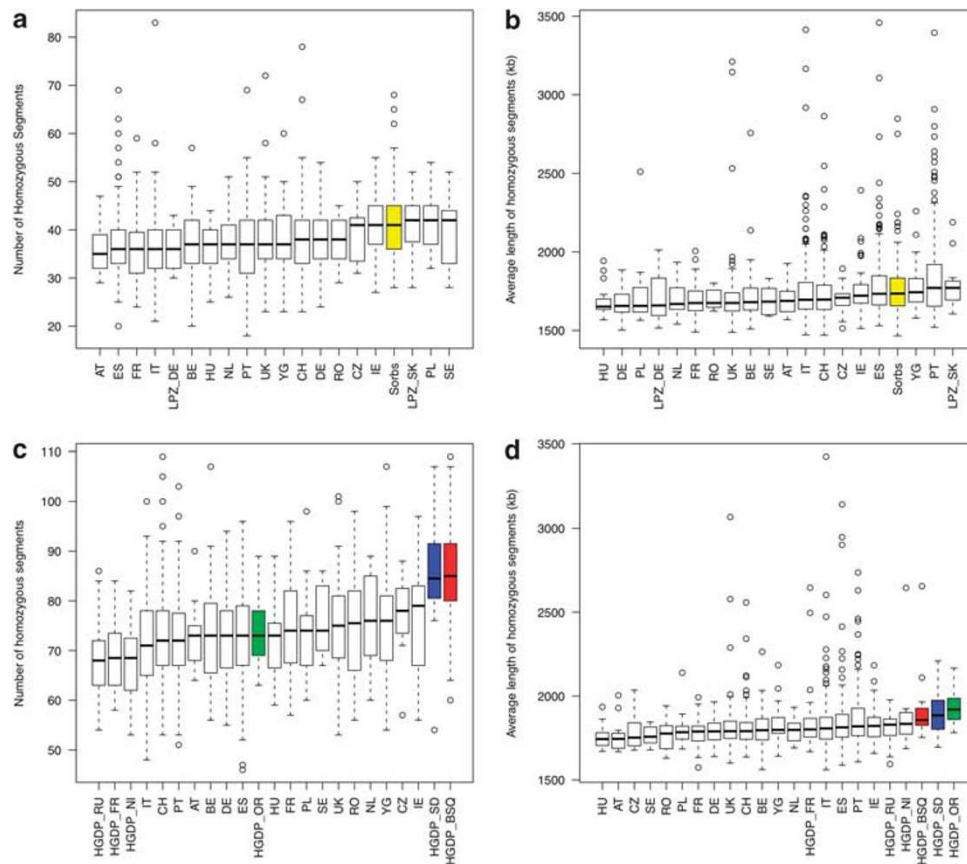 a
Number of Homozygous Segments
80
70
60
50
40
30
20
AT
ES
FR
IT
LPZ_DE
BE
HU
NL
PT
UK
YG
CH
DE
RO
CZ
IE
Sorbs
LPZ_SK
PL
SE
b
Average length of homozygous segments (kb)
3500
3000
2500
2000
1500
HU
DE
PL
LPZ_DE
NL
FR
RO
UK
BE
SE
AT
IT
CH
CZ
IE
ES
Sorbs
YG
PT
LPZ_SK
c
Number of homozygous segments
110
100
90
80
70
60
50
HGDP_RU
HGDP_FR
HGDP_NI
IT
CH
PT
AT
BE
DE
ES
HGDP_OR
HU
FR
PL
SE
UK
RO
NL
YG
CZ
IE
HGDP_SD
HGDP_BSQ
d
Average length of homozygous segments (kb)
3500
3000
2500
2000
1500
HU
AT
CZ
SE
RO
PL
FR
DE
UK
CH
BE
YG
NL
HGDP_FR
IT
ES
PT
IE
HGDP_RU
HGDP_NI
HGDP_BSQ
HGDP_SD
HGDP_OR